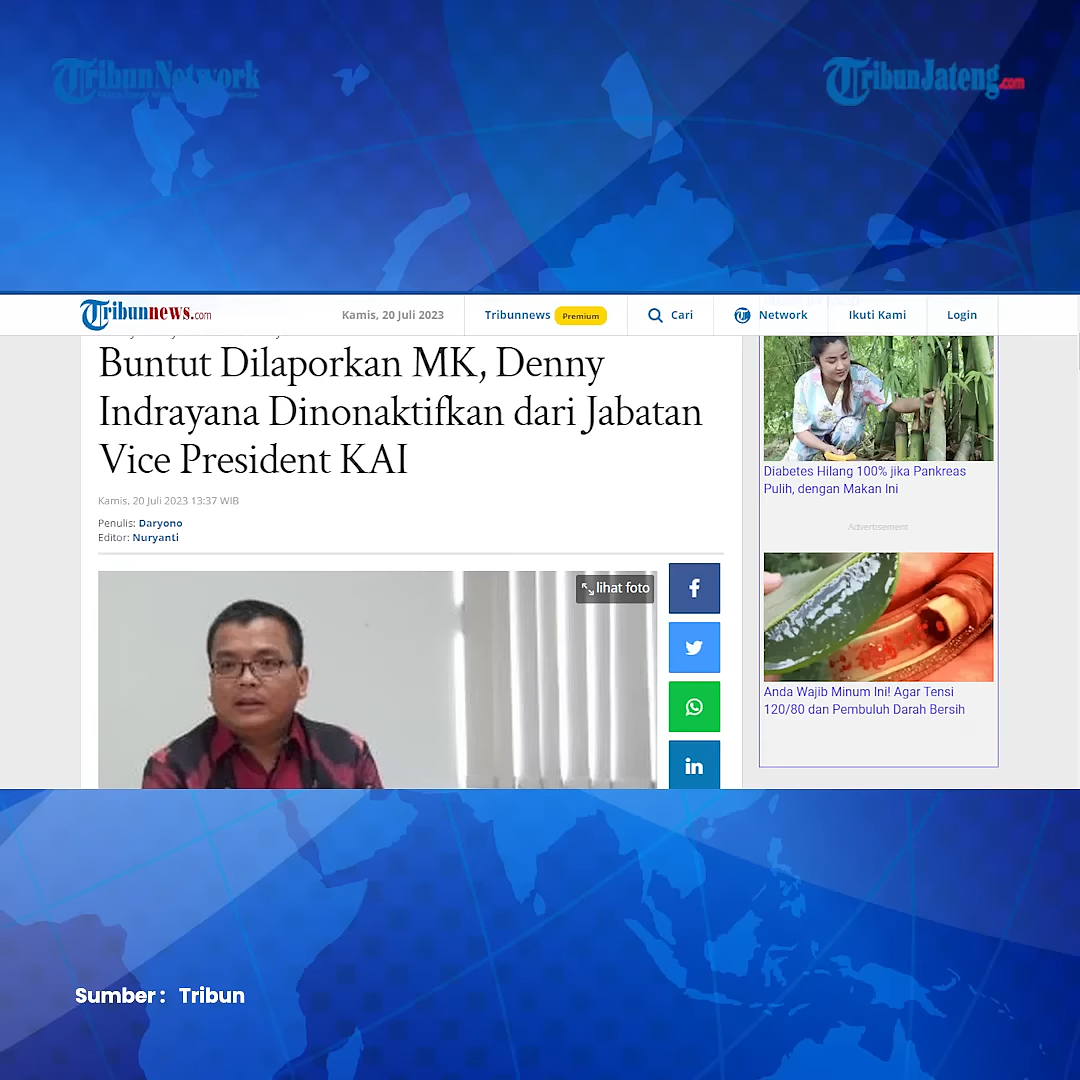 TribunNetwork
TribunJateng.com
Tribunnews.com
Kamis, 20 Juli 2023
Tribunnews Premium
Cari
Network
Ikuti Kami
Login
Buntut Dilaporkan MK, Denny
Indrayana Dinonaktifkan dari Jabatan
Vice President KAI
Kamis, 20 Juli 2023 13:37 WIB
Penulis: Daryono
Editor: Nuryanti
lihat foto
Diabetes Hilang 100% jika Pankreas
Pulih, dengan Makan Ini
Advertisement
Anda Wajib Minum Ini! Agar Tensi
120/80 dan Pembuluh Darah Bersih
Sumber : Tribun